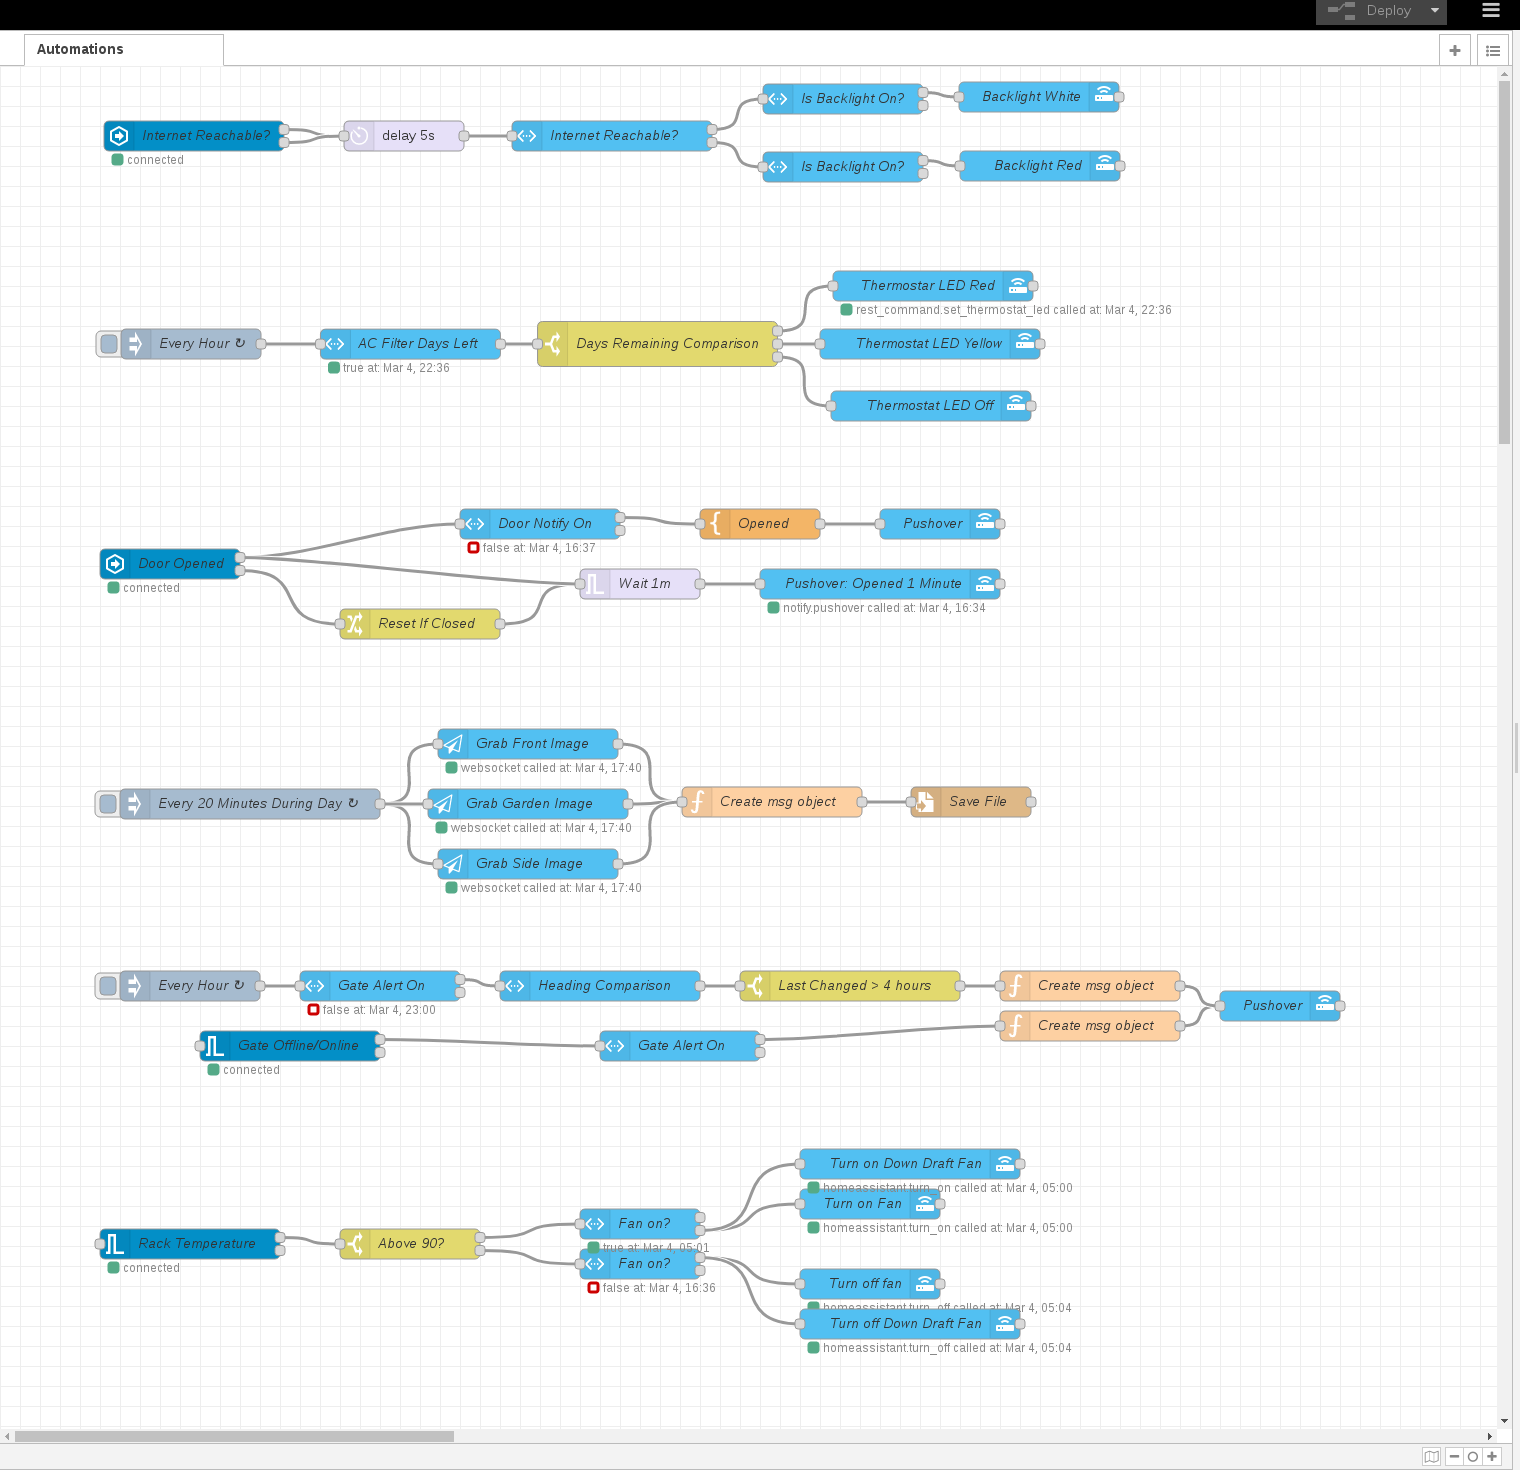 Deploy
Automations
Is Backlight On?
Backlight White
Internet Reachable?
delay 5s
Internet Reachable?
connected
Is Backlight On?
Backlight Red
Thermostar LED Red
rest_command.set_thermostat_led called at: Mar 4, 22:36
Every Hour ↻
AC Filter Days Left
Days Remaining Comparison
Thermostat LED Yellow
true at: Mar 4, 22:36
Thermostat LED Off
Door Notify On
Opened
Pushover
false at: Mar 4, 16:37
Door Opened
connected
Wait 1m
Pushover: Opened 1 Minute
notify.pushover called at: Mar 4, 16:34
Reset If Closed
Grab Front Image
websocket called at: Mar 4, 17:40
Every 20 Minutes During Day ↻
Grab Garden Image
Create msg object
Save File
websocket called at: Mar 4, 17:40
Grab Side Image
websocket called at: Mar 4, 17:40
Every Hour ↻
Gate Alert On
Heading Comparison
Last Changed > 4 hours
Create msg object
false at: Mar 4, 23:00
Pushover
Gate Offline/Online
Gate Alert On
Create msg object
connected
Turn on Down Draft Fan
homeassistant.turn_on called at: Mar 4, 05:00
Turn on Fan
homeassistant.turn_on called at: Mar 4, 05:00
Rack Temperature
Above 90?
Fan on?
true at: Mar 4, 05:01
connected
Fan on?
false at: Mar 4, 16:36
Turn off fan
homeassistant.turn_off called at: Mar 4, 05:04
Turn off Down Draft Fan
homeassistant.turn_off called at: Mar 4, 05:04